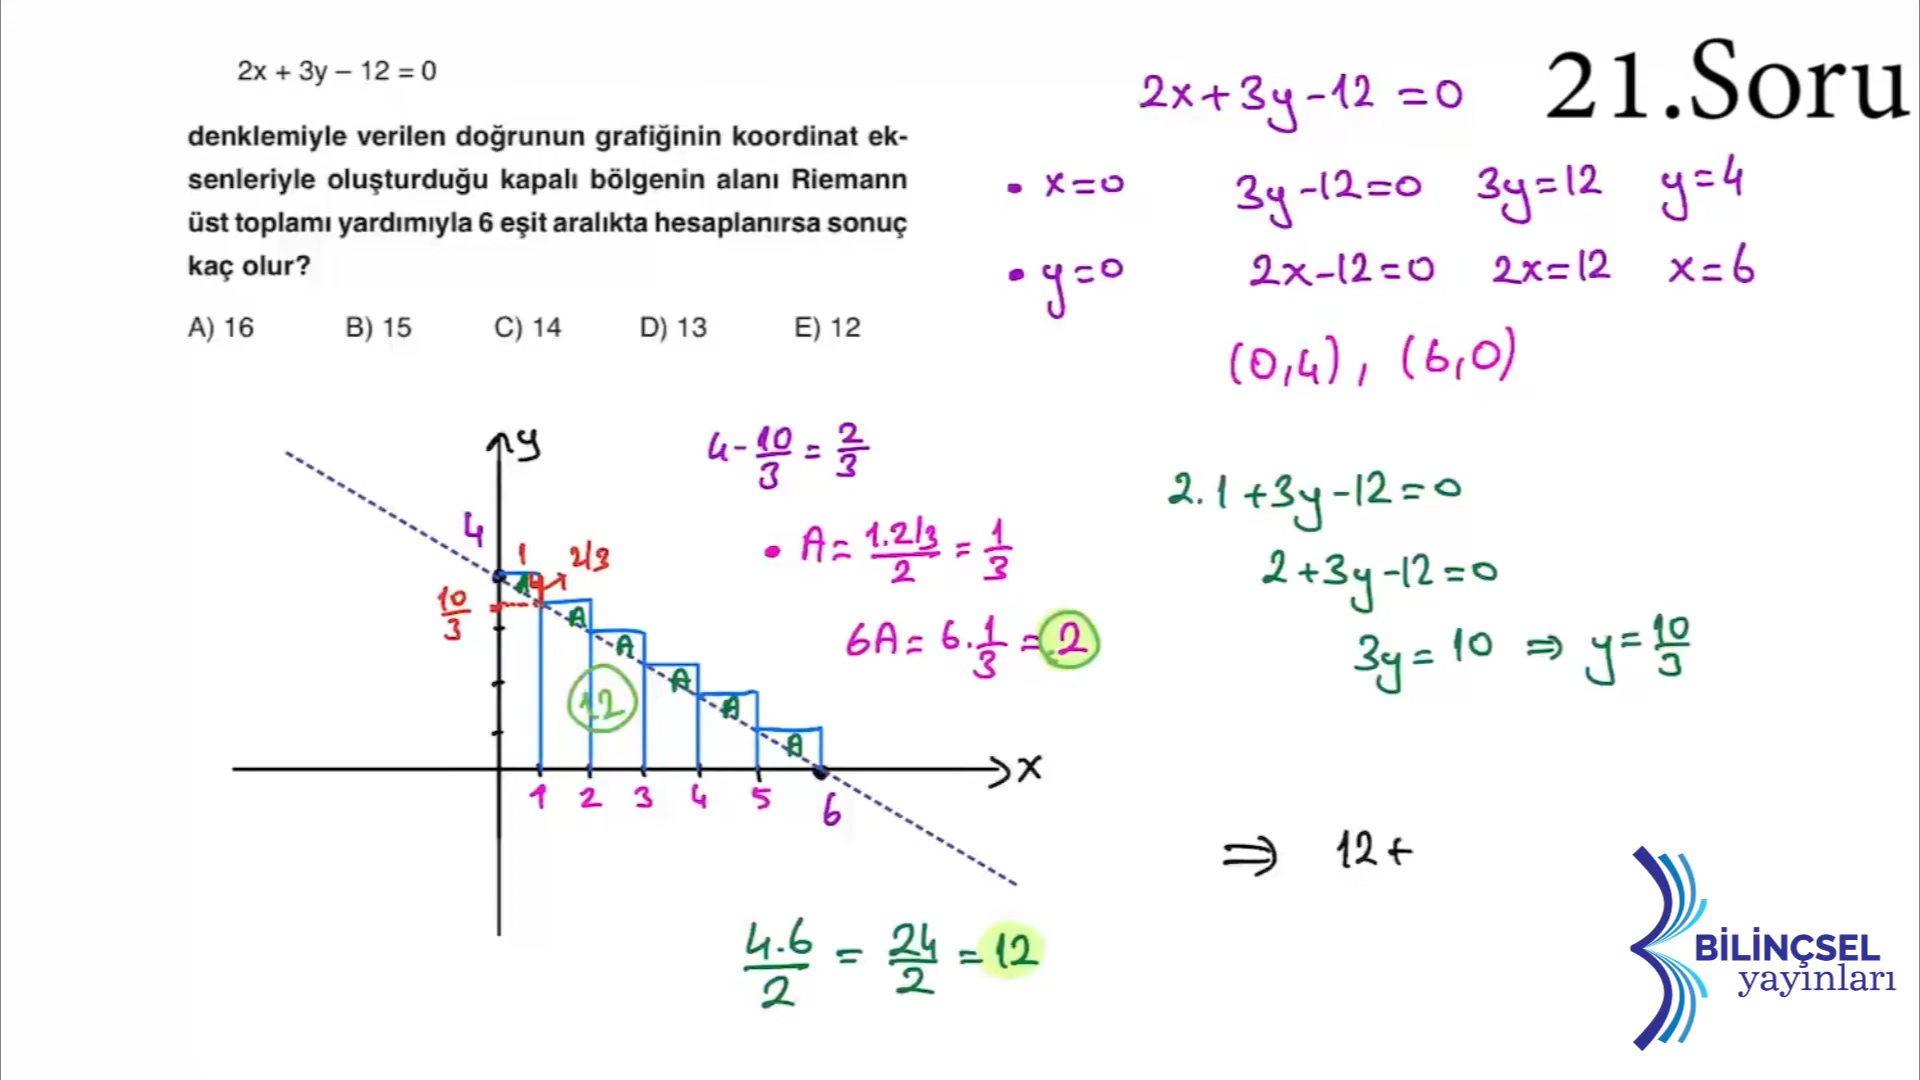 2x + 3y – 12 = 0
denklemiyle verilen doğrunun grafiğinin koordinat ek-
senleriyle oluşturduğu kapalı bölgenin alanı Riemann
üst toplamı yardımıyla 6 eşit aralıkta hesaplanırsa sonuç
kaç olur?
A) 16 B) 15 C) 14 D) 13 E) 12
21.Soru
2x+3y-12 = 0
• x=0 3y-12=0 3y=12 y=4
• y=0 2x-12=0 2x=12 x=6
(0,4), (6,0)
y
4
1
2/3
10/3
A
A
A
A
A
A
12
x
1 2 3 4 5 6
4 - 10/3 = 2/3
• A = 1.2/3 / 2 = 1/3
6A = 6. 1/3 = 2
4.6/2 = 24/2 = 12
2.1+3y-12=0
2+3y-12=0
3y=10 ⇒ y=10/3
⇒ 12+
BİLİNÇSEL
yayınları